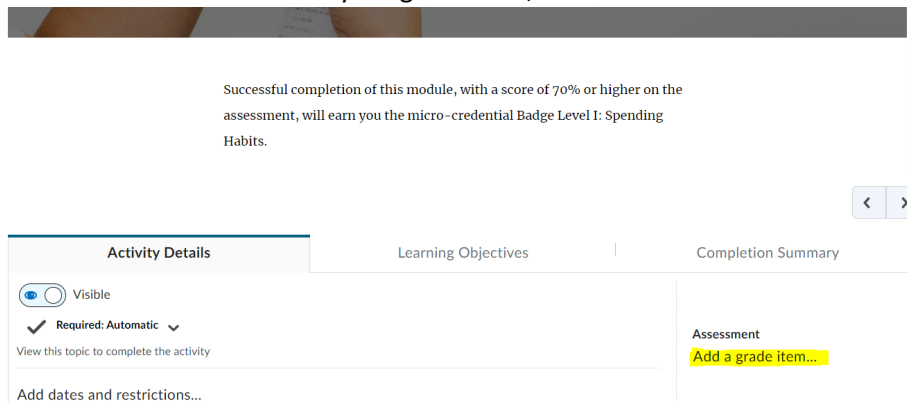 Successful completion of this module, with a score of 70% or higher on the
assessment, will earn you the micro-credential Badge Level I: Spending
Habits.
Activity Details
Learning Objectives
Completion Summary
Visible
Required: Automatic
View this topic to complete the activity
Assessment
Add a grade item...
Add dates and restrictions...